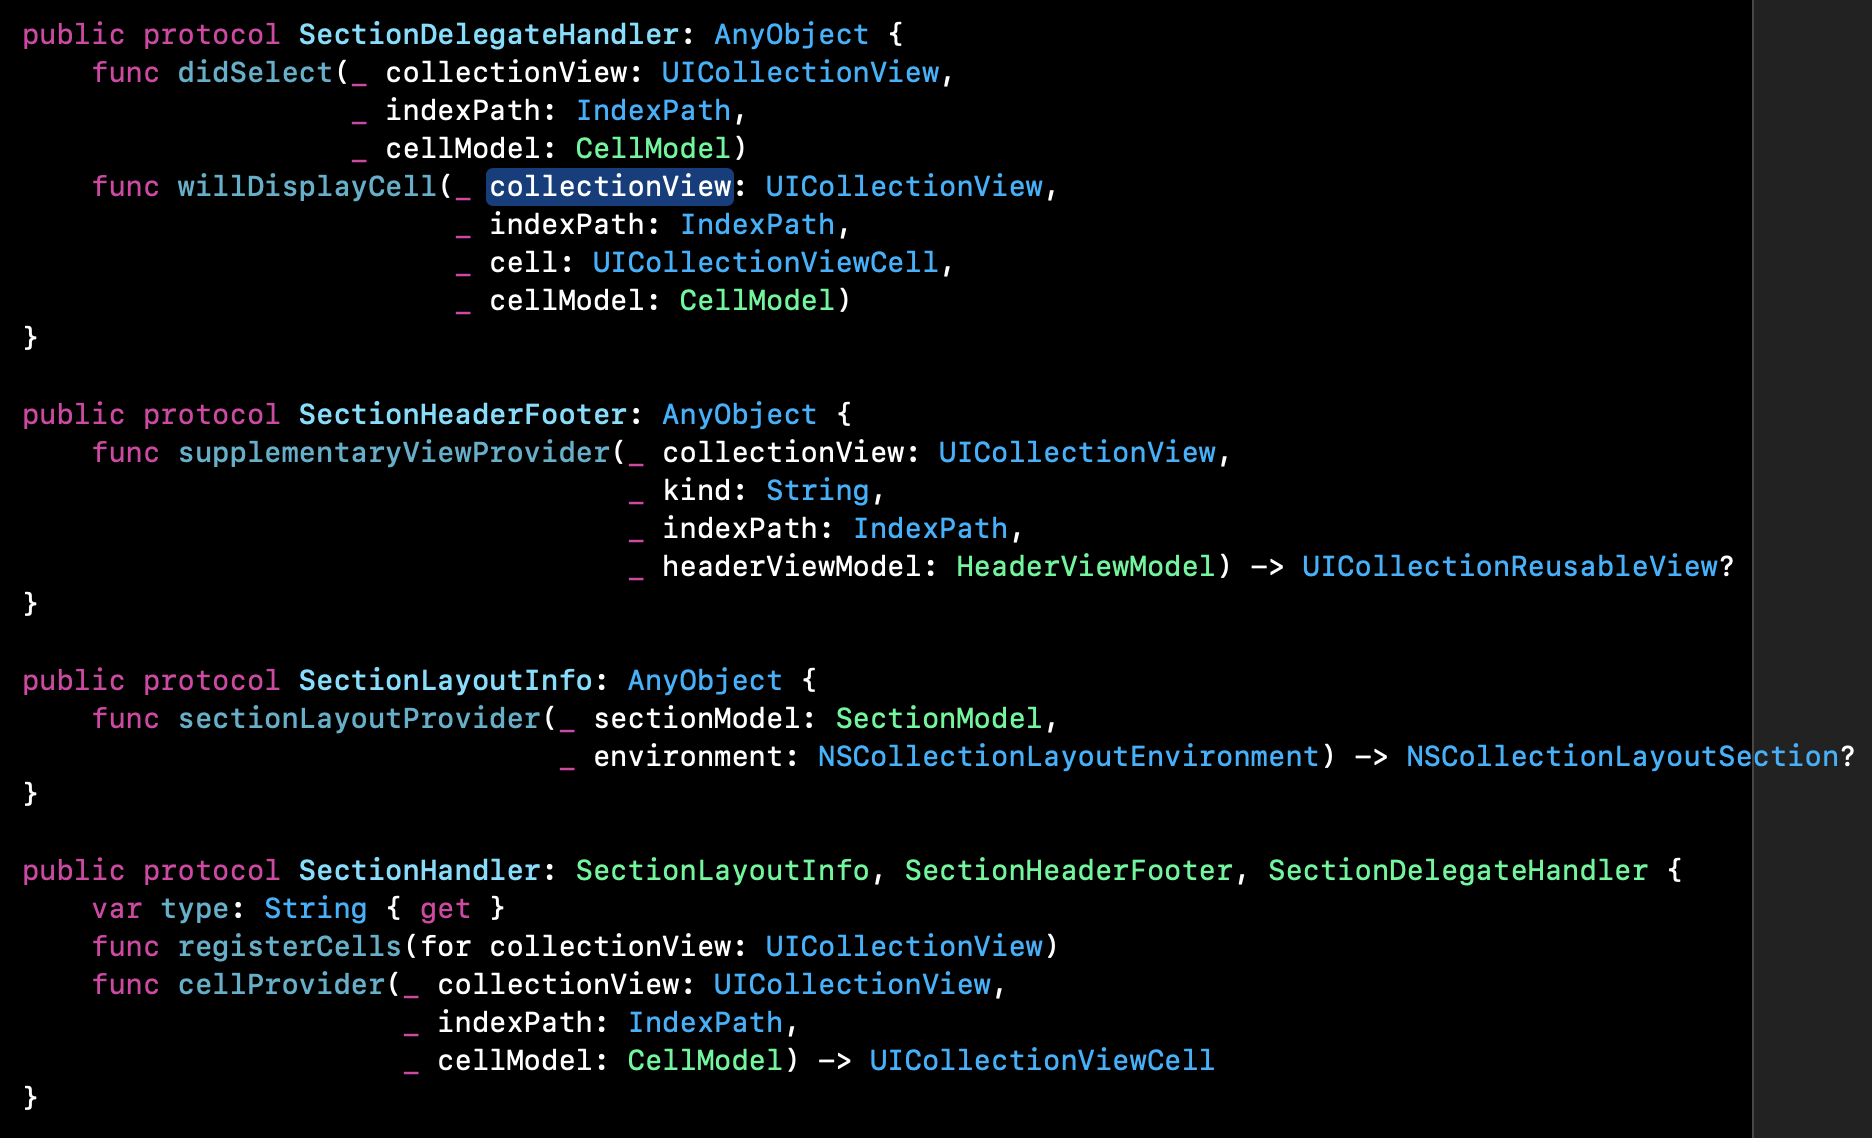 public protocol SectionDelegateHandler: AnyObject {
    func didSelect(_ collectionView: UICollectionView,
                   _ indexPath: IndexPath,
                   _ cellModel: CellModel)
    func willDisplayCell(_ collectionView: UICollectionView,
                         _ indexPath: IndexPath,
                         _ cell: UICollectionViewCell,
                         _ cellModel: CellModel)
}

public protocol SectionHeaderFooter: AnyObject {
    func supplementaryViewProvider(_ collectionView: UICollectionView,
                                   _ kind: String,
                                   _ indexPath: IndexPath,
                                   _ headerViewModel: HeaderViewModel) -> UICollectionReusableView?
}

public protocol SectionLayoutInfo: AnyObject {
    func sectionLayoutProvider(_ sectionModel: SectionModel,
                               _ environment: NSCollectionLayoutEnvironment) -> NSCollectionLayoutSection?
}

public protocol SectionHandler: SectionLayoutInfo, SectionHeaderFooter, SectionDelegateHandler {
    var type: String { get }
    func registerCells(for collectionView: UICollectionView)
    func cellProvider(_ collectionView: UICollectionView,
                      _ indexPath: IndexPath,
                      _ cellModel: CellModel) -> UICollectionViewCell
}